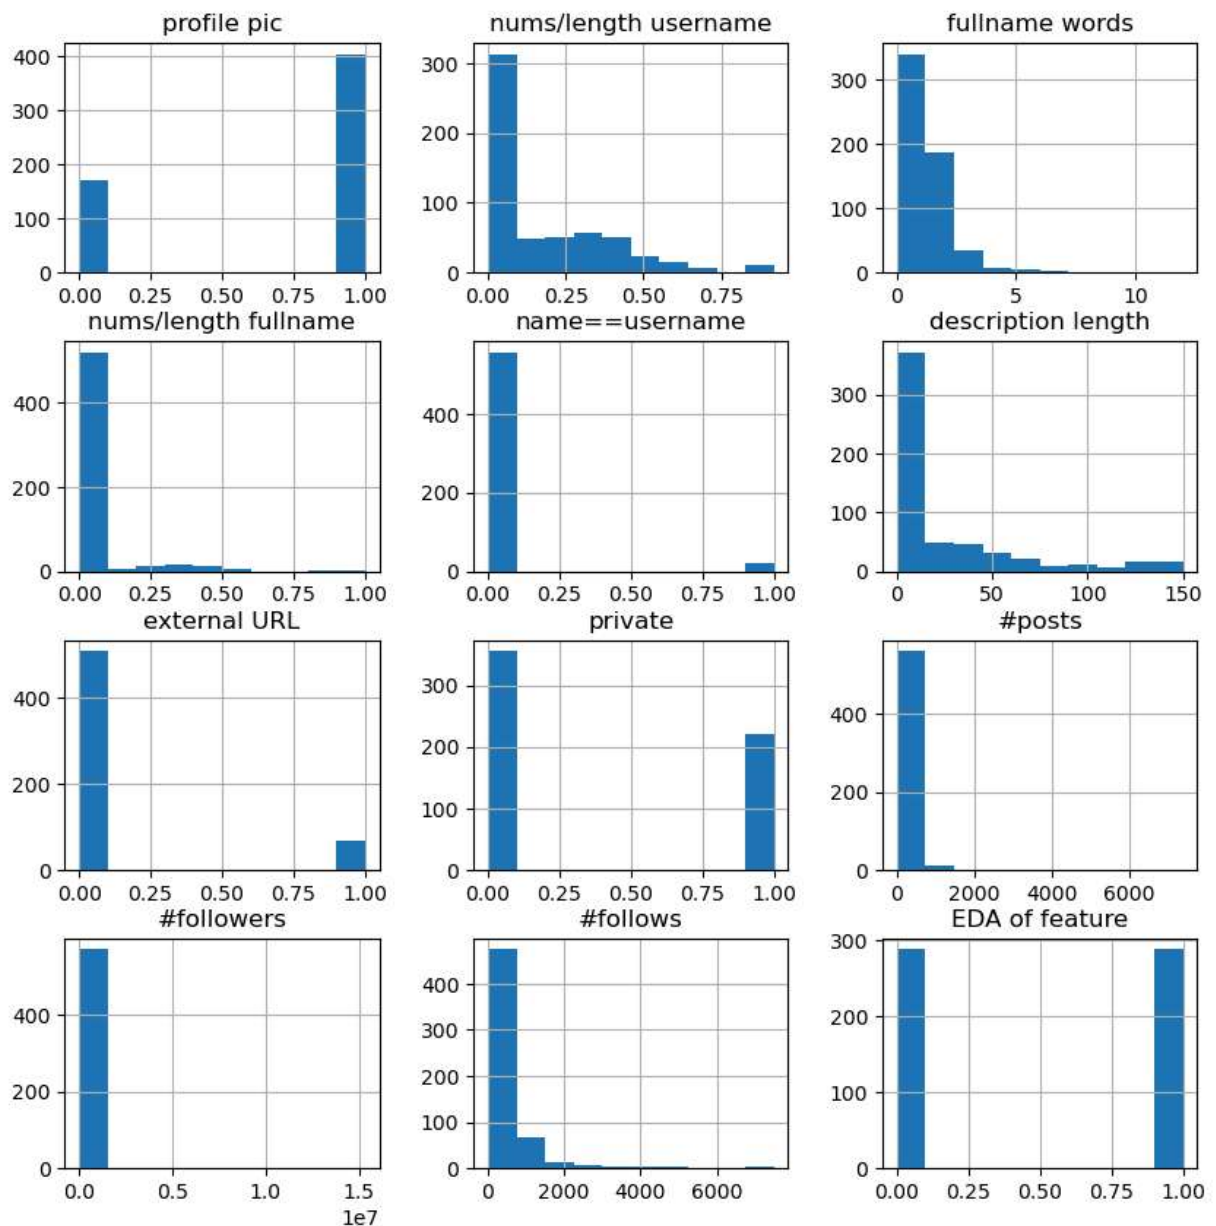 profile pic
nums/length username
fullname words
400
300
200
100
0
0.00 0.25 0.50 0.75 1.00
300
200
100
0
0.00 0.25 0.50 0.75
300
200
100
0
0 5 10
nums/length fullname
name==username
description length
400
200
0
0.00 0.25 0.50 0.75 1.00
400
200
0
0.00 0.25 0.50 0.75 1.00
300
200
100
0
0 50 100 150
external URL
private
#posts
400
200
0
0.00 0.25 0.50 0.75 1.00
300
200
100
0
0.00 0.25 0.50 0.75 1.00
400
200
0
0 2000 4000 6000
#followers
#follows
EDA of feature
400
200
0
0.0 0.5 1.0 1.5
1e7
400
300
200
100
0
0 2000 4000 6000
300
200
100
0
0.00 0.25 0.50 0.75 1.00